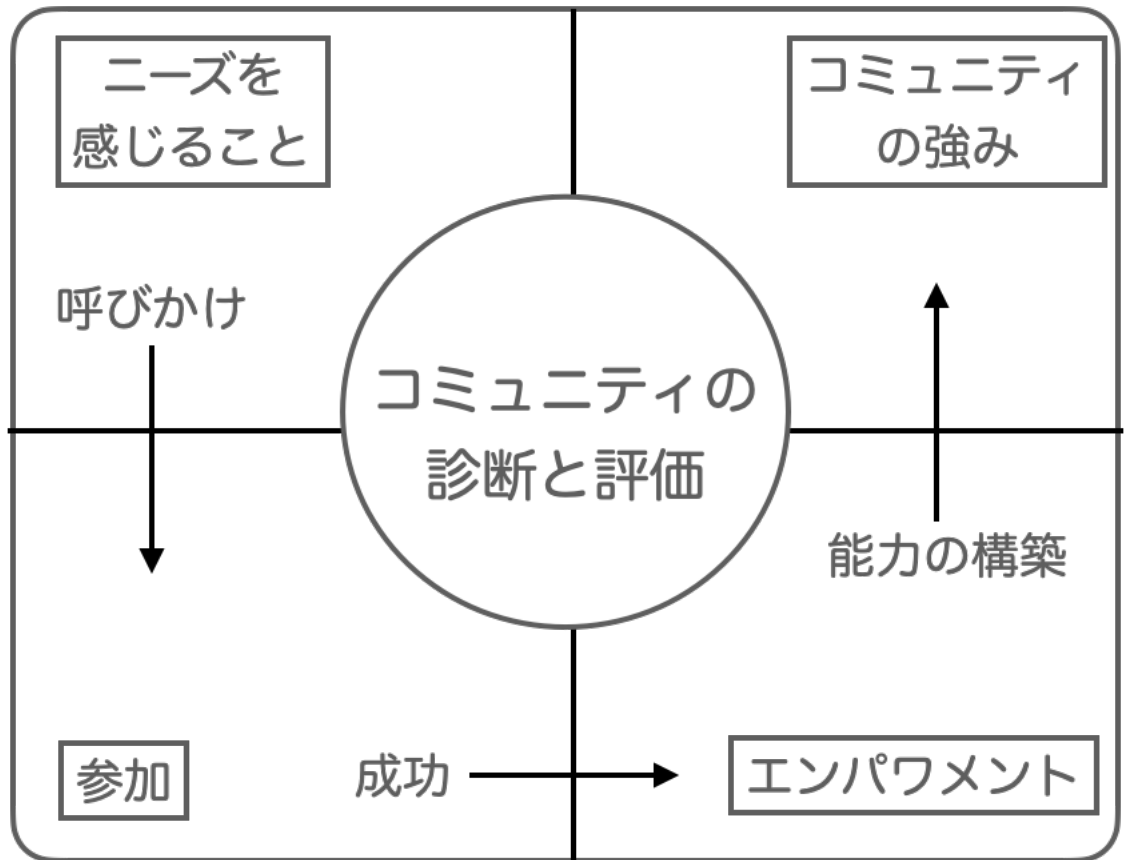 ニーズを
感じること
コミュニティ
の強み
呼びかけ
コミュニティの
診断と評価
能力の構築
参加
成功
エンパワメント